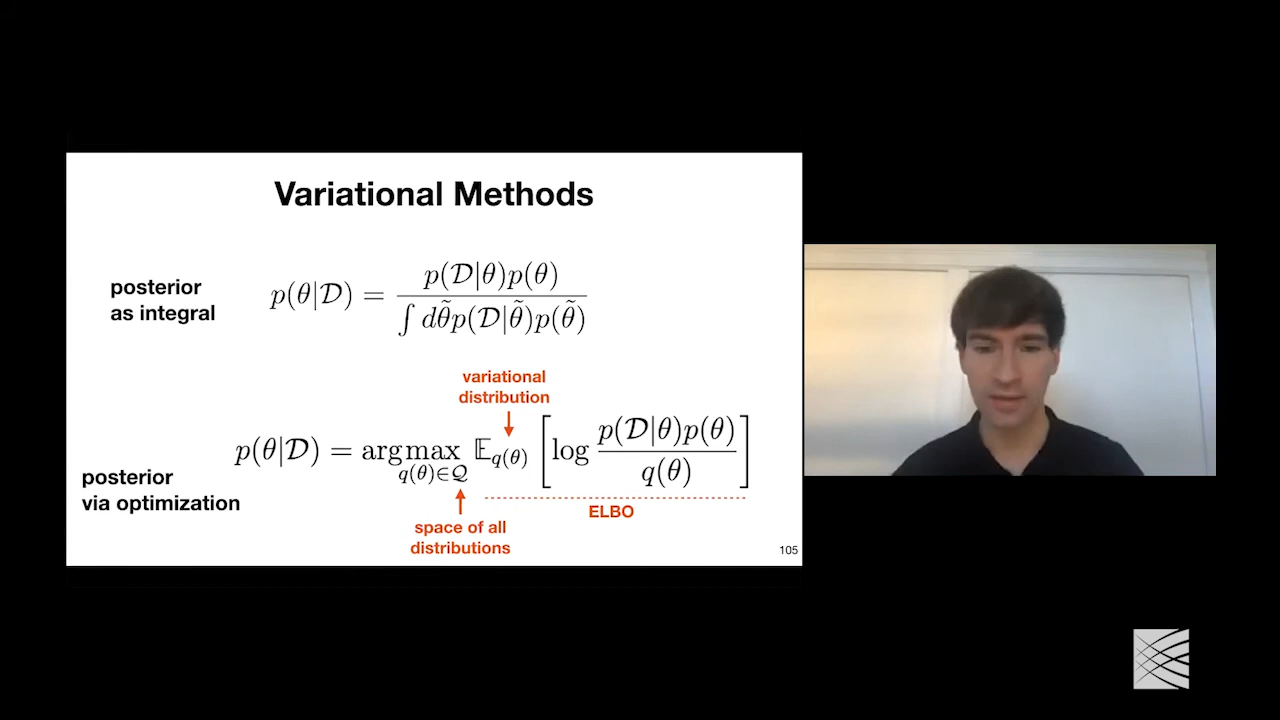 Variational Methods
posterior
as integral
p(θ|𝒟) = p(𝒟|θ)p(θ) / ∫ dθ̃p(𝒟|θ̃)p(θ̃)
variational
distribution
p(θ|𝒟) = argmax q(θ)∈𝒬 𝔼q(θ) [log p(𝒟|θ)p(θ) / q(θ)]
posterior
via optimization
ELBO
space of all
distributions
105